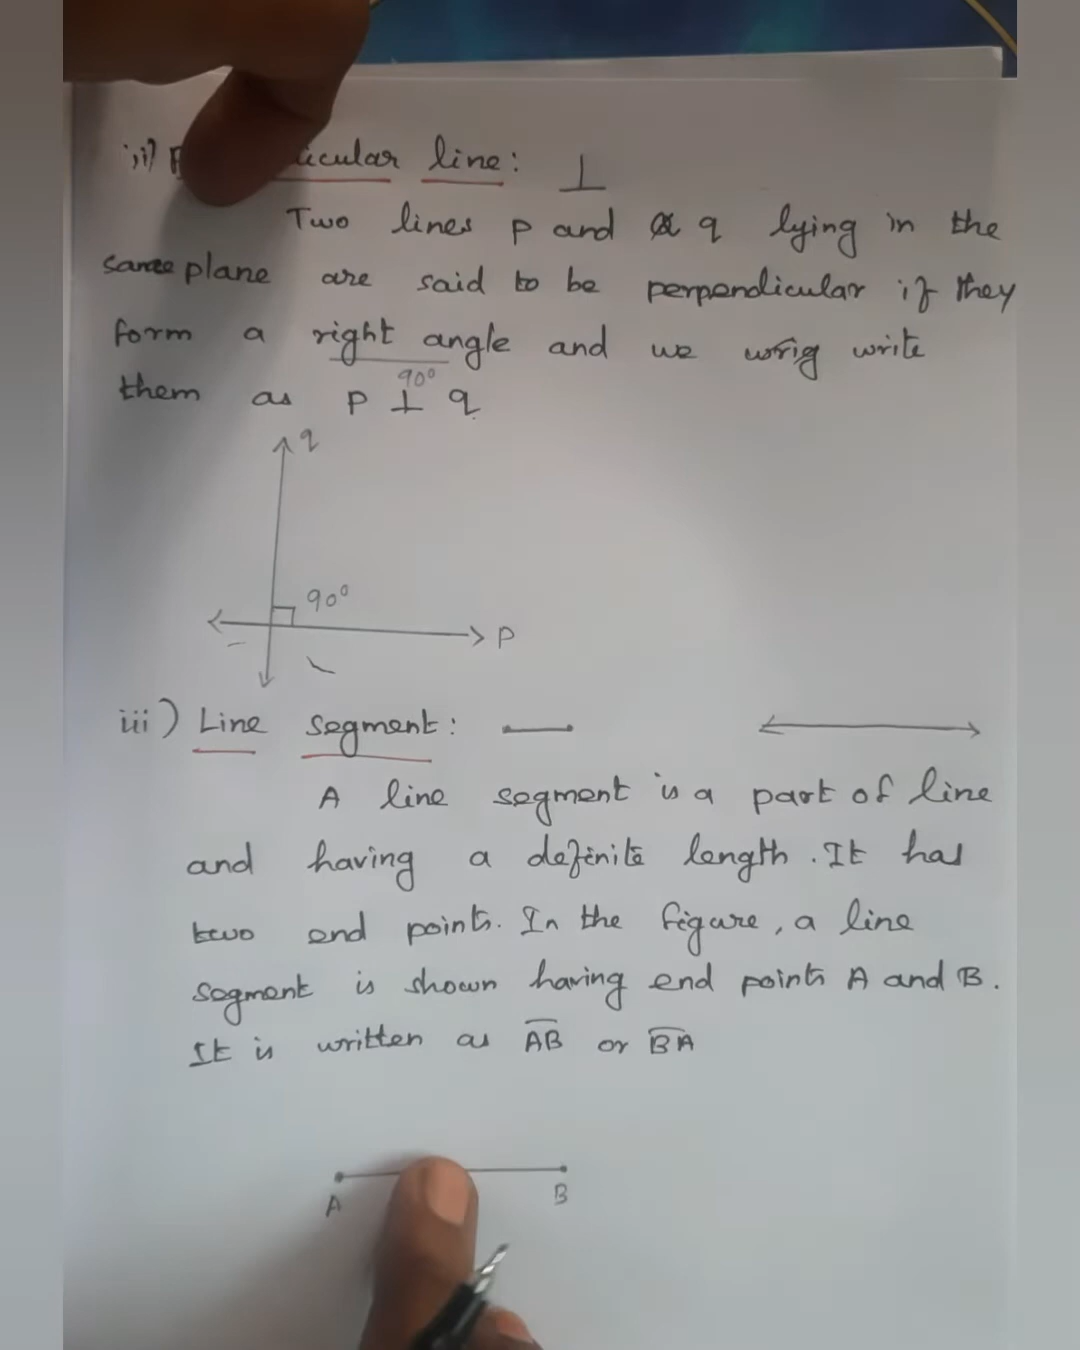 ii) icular line: ⊥
Two lines p and q lying in the
same plane are said to be perpendicular if they
form a right angle and we write
90°
them as p ⊥ q
q
90°
p
iii) Line segment:
A line segment is a part of line
and having a definite length. It has
two end points. In the figure, a line
segment is shown having end points A and B.
It is written as A̅B̅ or B̅A̅
A B